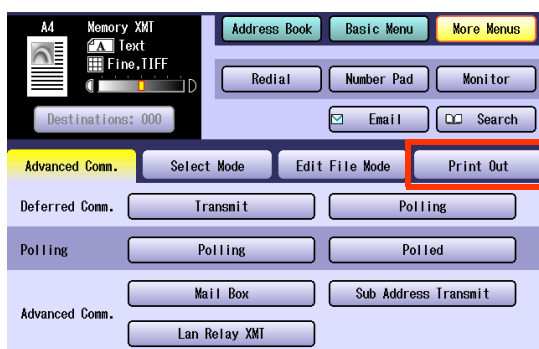 A4 Memory XMT Address Book Basic Menu More Menus
A Text
Fine,TIFF
Redial Number Pad Monitor
Destinations: 000 Email Search
Advanced Comm. Select Mode Edit File Mode Print Out
Deferred Comm. Transmit Polling
Polling Polling Polled
Mail Box Sub Address Transmit
Advanced Comm.
Lan Relay XMT